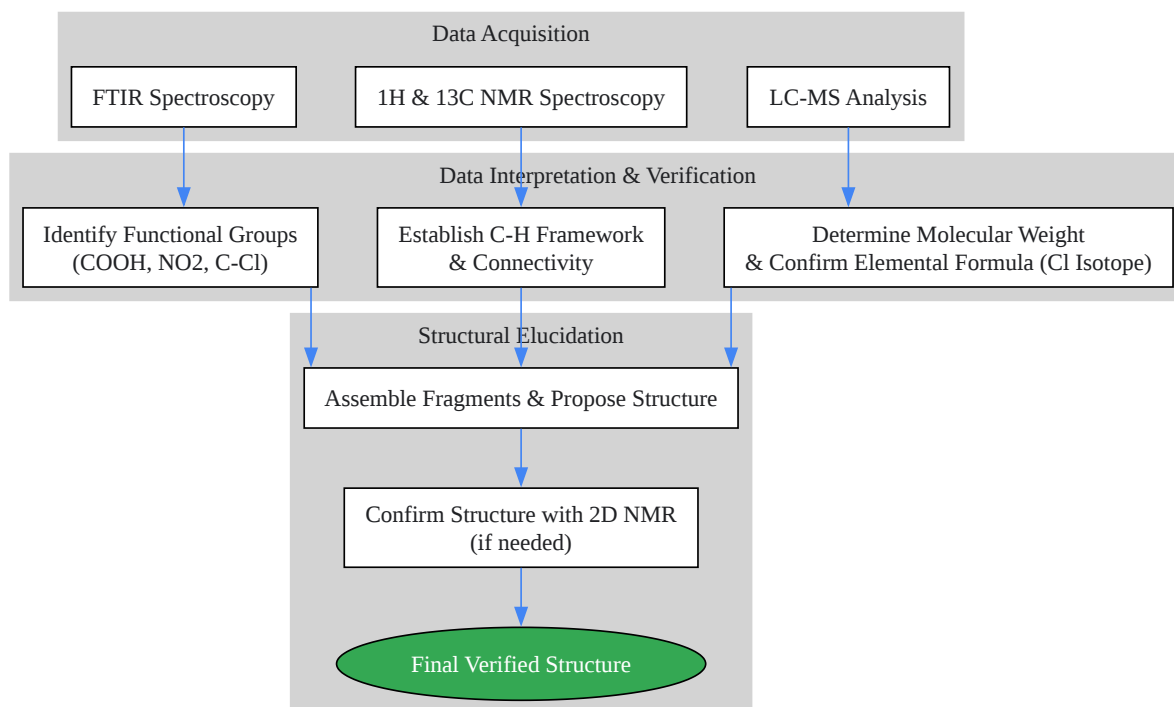 Data Acquisition
FTIR Spectroscopy
1H & 13C NMR Spectroscopy
LC-MS Analysis
Data Interpretation & Verification
Identify Functional Groups
(COOH, NO2, C-Cl)
Establish C-H Framework
& Connectivity
Determine Molecular Weight
& Confirm Elemental Formula (Cl Isotope)
Structural Elucidation
Assemble Fragments & Propose Structure
Confirm Structure with 2D NMR
(if needed)
Final Verified Structure